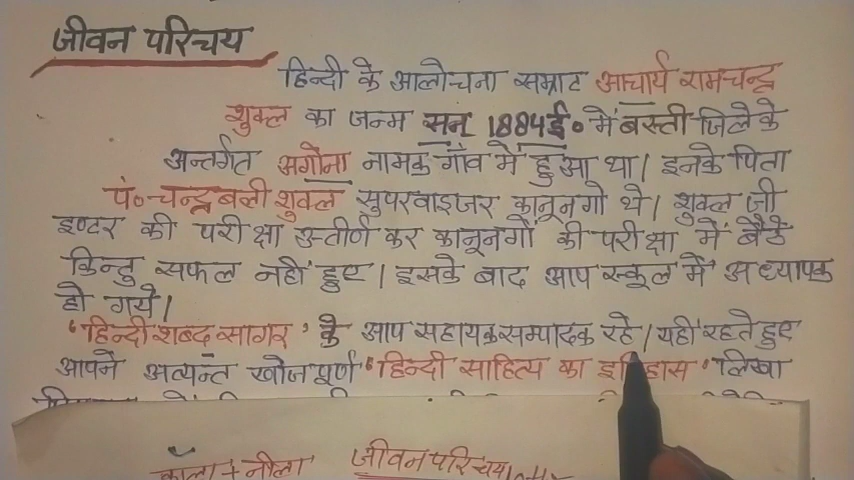 जीवन परिचय
हिन्दी के आलोचना सम्राट आचार्य रामचन्द्र
शुक्ल का जन्म सन् 1884ई० में बस्ती जिले के
अन्तर्गत अगोना नामक गाँव में हुआ था। इनके पिता
पं० चन्द्रबली शुक्ल सुपरवाइजर कानूनगो थे। शुक्ल जी
इण्टर की परीक्षा उत्तीर्ण कर कानूनगों की परीक्षा में बैठे
किन्तु सफल नहीं हुए। इसके बाद आप स्कूल में अध्यापक
हो गये।
'हिन्दी शब्द सागर' के आप सहायक सम्पादक रहे। यही रहते हुए
आपने अत्यन्त खोजपूर्ण 'हिन्दी साहित्य का इतिहास' लिखा
काला + नीला जीवन परिचय